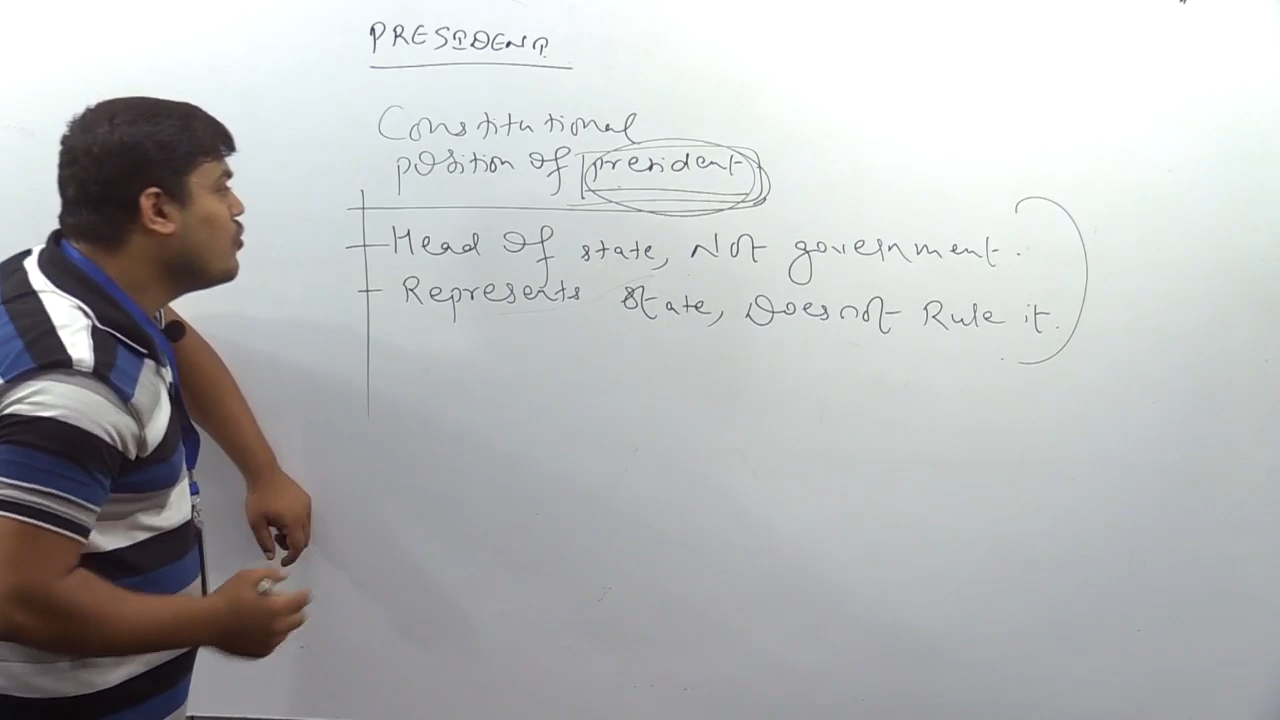 PRESIDENT
Constitutional
position of president
Head of state, Not government.
Represents state, Does not Rule it.